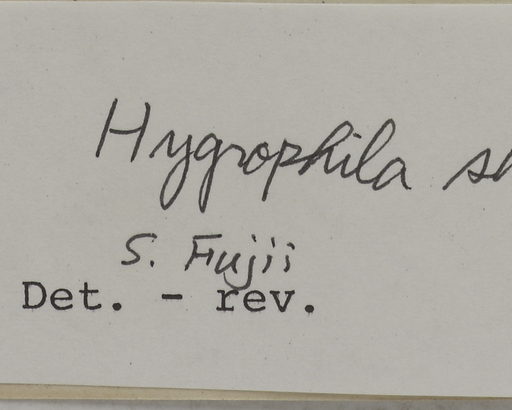 Hygrophila
S. Fujii
Det. - rev.